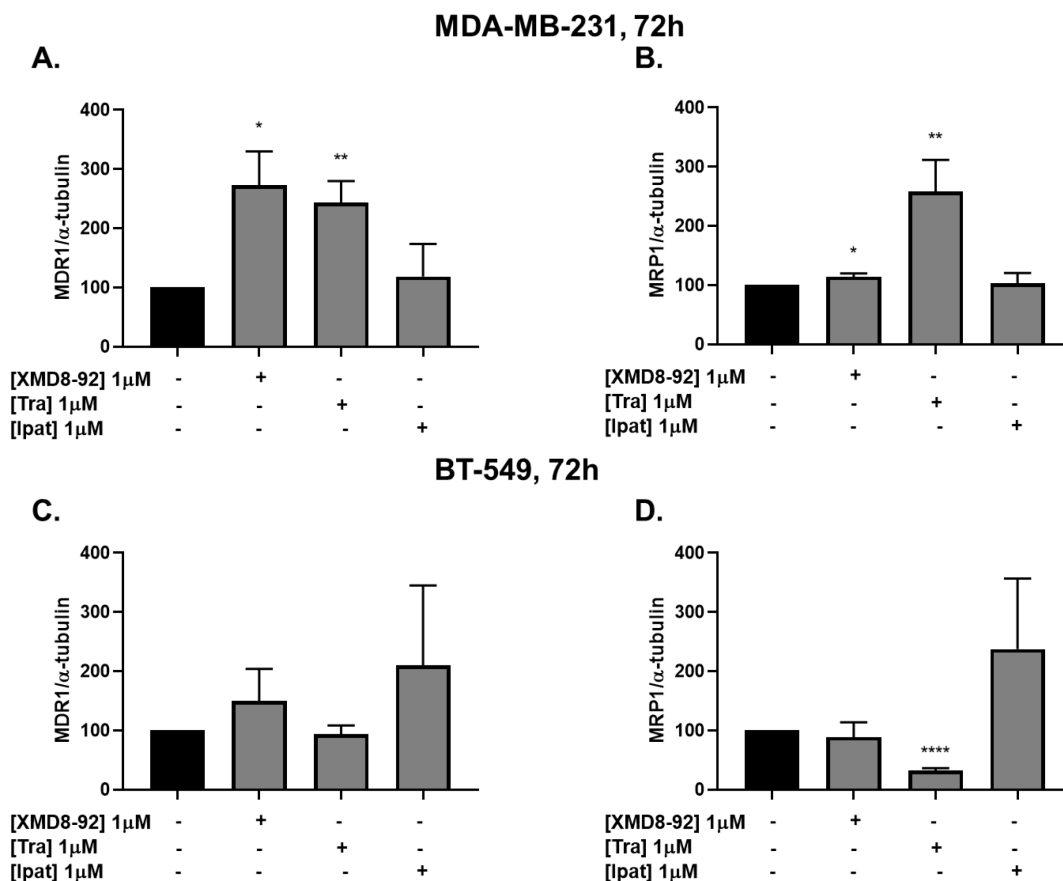 MDA-MB-231, 72h
A.
MDR1/α-tubulin
400
300
200
100
0
*
**
[XMD8-92] 1μM - + - -
[Tra] 1μM - - + -
[Ipat] 1μM - - - +
B.
MRP1/α-tubulin
400
300
200
100
0
*
**
[XMD8-92] 1μM - + - -
[Tra] 1μM - - + -
[Ipat] 1μM - - - +
BT-549, 72h
C.
MDR1/α-tubulin
400
300
200
100
0
[XMD8-92] 1μM - + - -
[Tra] 1μM - - + -
[Ipat] 1μM - - - +
D.
MRP1/α-tubulin
400
300
200
100
0
****
[XMD8-92] 1μM - + - -
[Tra] 1μM - - + -
[Ipat] 1μM - - - +